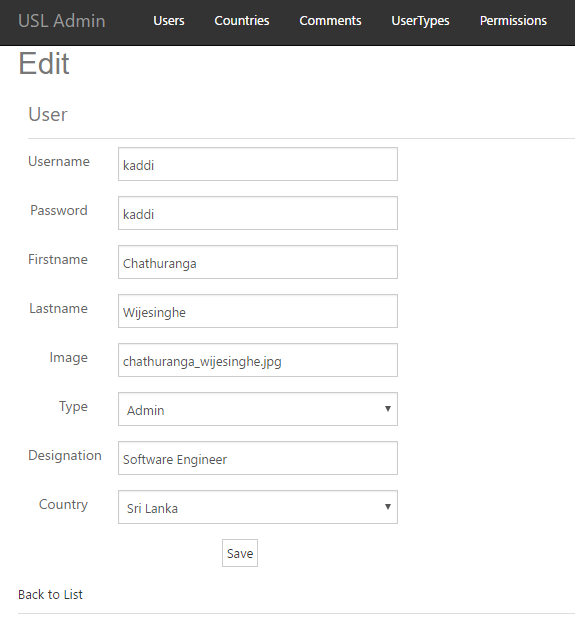 USL Admin Users Countries Comments UserTypes Permissions
Edit
User
Username kaddi
Password kaddi
Firstname Chathuranga
Lastname Wijesinghe
Image chathuranga_wijesinghe.jpg
Type Admin
Designation Software Engineer
Country Sri Lanka
Save
Back to List